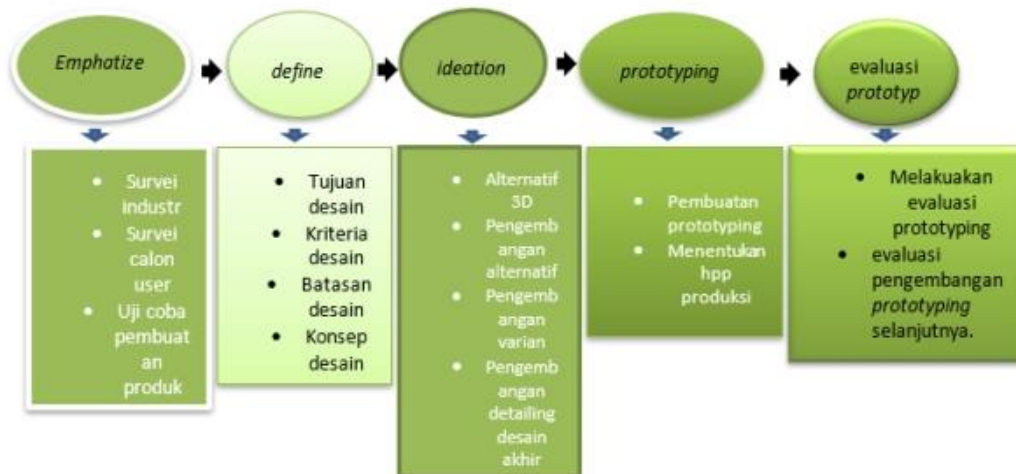 Emphatize
define
ideation
prototyping
evaluasi
prototyp
• Survei
industr
• Survei
calon
user
• Uji coba
pembuat
an
produk
• Tujuan
desain
• Kriteria
desain
• Batasan
desain
• Konsep
desain
• Alternatif
3D
• Pengemb
angan
alternatif
• Pengemb
angan
varian
• Pengemb
angan
detailing
desain
akhir
• Pembuatan
prototyping
• Menentukan
hpp
produksi
• Melakuakan
evaluasi
prototyping
• evaluasi
pengembangan
prototyping
selanjutnya.